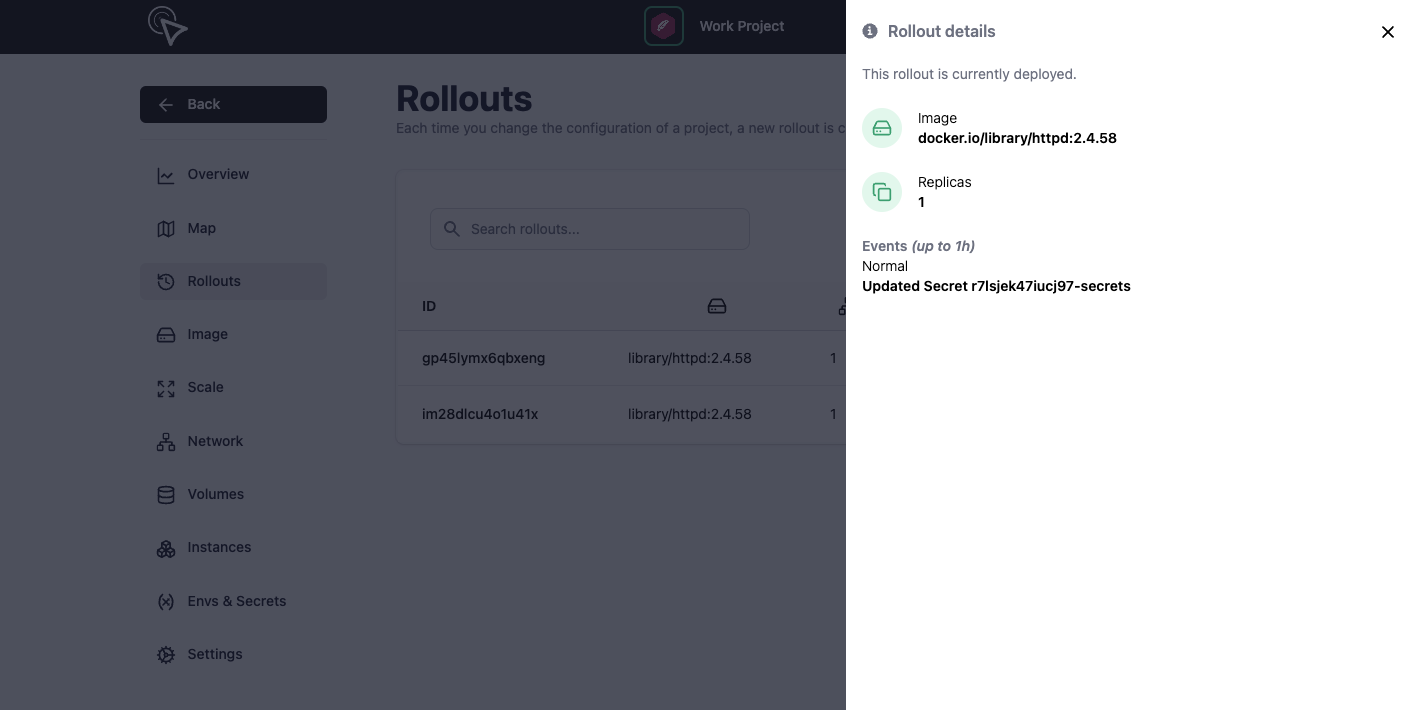 Work Project
Back
Overview
Map
Rollouts
Image
Scale
Network
Volumes
Instances
Envs & Secrets
Settings
Rollouts
Each time you change the configuration of a project, a new rollout is c
Search rollouts...
ID
gp45lymx6qbxeng library/httpd:2.4.58 1
im28dlcu4o1u41x library/httpd:2.4.58 1
Rollout details
This rollout is currently deployed.
Image
docker.io/library/httpd:2.4.58
Replicas
1
Events (up to 1h)
Normal
Updated Secret r7lsjek47iucj97-secrets